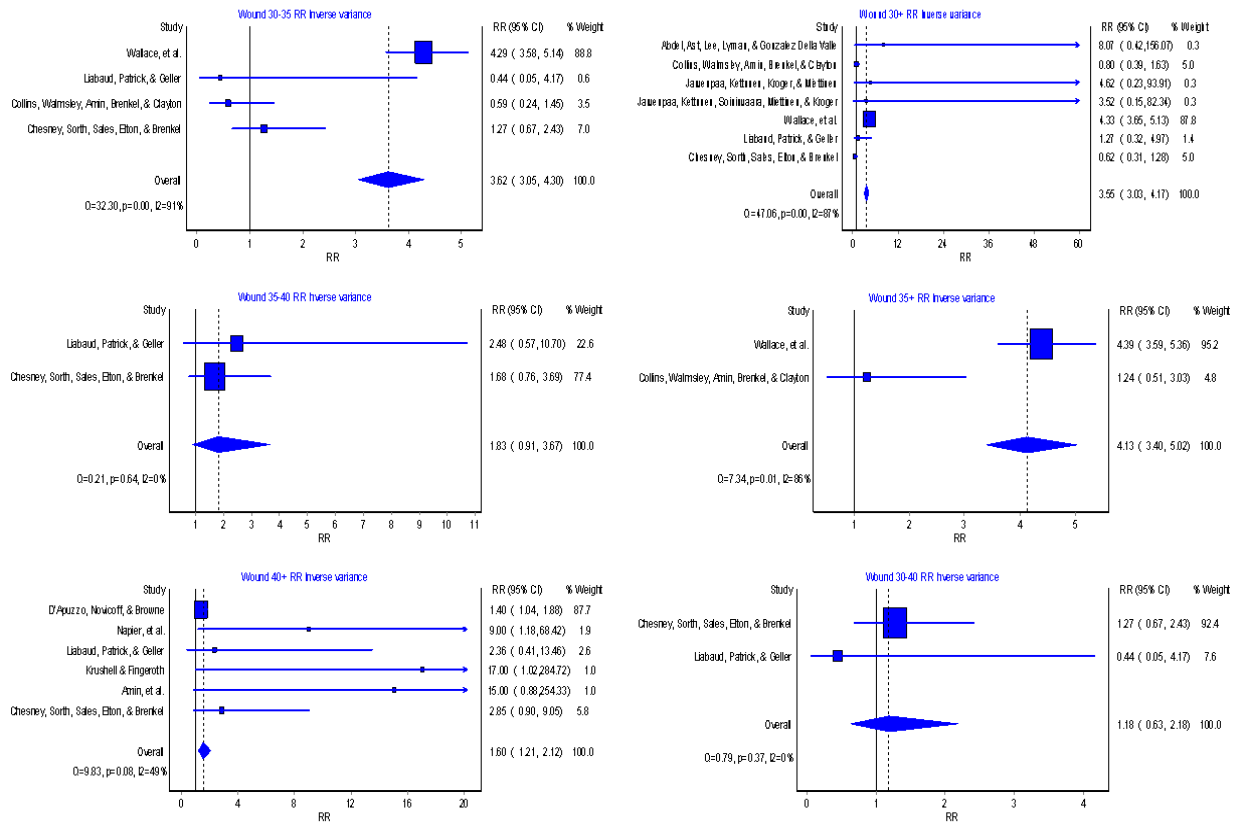 Wound 30-35 RR Inverse variance
Study RR (95% CI) % Weight
Wallace, et al. 4.29 ( 3.58, 5.14) 88.8
Liabaud, Patrick, & Geller 0.44 ( 0.05, 4.17) 0.6
Collins, Walmsley, Amin, Brenkel, & Clayton 0.59 ( 0.24, 1.45) 3.5
Chesney, Sorth, Sales, Elton, & Brenkel 1.27 ( 0.67, 2.43) 7.0
Overall 3.62 ( 3.05, 4.30) 100.0
Q=32.30, p=0.00, I2=91%
0 1 2 3 4 5
RR
Wound 30+ RR Inverse variance
Study RR (95% CI) % Weight
Abdel, Ast, Lee, Lyman, & Gonzalez Della Valle 8.07 ( 0.42,156.07) 0.3
Collins, Walmsley, Amin, Brenkel, & Clayton 0.80 ( 0.39, 1.63) 5.0
Jamenpaa, Kettunen, Kroger, & Miettinen 4.62 ( 0.23,93.91) 0.3
Jamenpaa, Kettunen, Soininvaara, Miettinen, & Kroger 3.52 ( 0.15,82.34) 0.3
Wallace, et al. 4.33 ( 3.65, 5.13) 87.8
Liabaud, Patrick, & Geller 1.27 ( 0.32, 4.97) 1.4
Chesney, Sorth, Sales, Elton, & Brenkel 0.62 ( 0.31, 1.28) 5.0
Overall 3.55 ( 3.03, 4.17) 100.0
Q=47.06, p=0.00, I2=87%
0 12 24 36 48 60
RR
Wound 35-40 RR Inverse variance
Study RR (95% CI) % Weight
Liabaud, Patrick, & Geller 2.48 ( 0.57,10.70) 22.6
Chesney, Sorth, Sales, Elton, & Brenkel 1.68 ( 0.76, 3.69) 77.4
Overall 1.83 ( 0.91, 3.67) 100.0
Q=0.21, p=0.64, I2=0%
1 2 3 4 5 6 7 8 9 10 11
RR
Wound 35+ RR Inverse variance
Study RR (95% CI) % Weight
Wallace, et al. 4.39 ( 3.59, 5.36) 95.2
Collins, Walmsley, Amin, Brenkel, & Clayton 1.24 ( 0.51, 3.03) 4.8
Overall 4.13 ( 3.40, 5.02) 100.0
Q=7.34, p=0.01, I2=86%
1 2 3 4 5
RR
Wound 40+ RR Inverse variance
Study RR (95% CI) % Weight
D'Apuzzo, Novicoff, & Browne 1.40 ( 1.04, 1.88) 87.7
Napier, et al. 9.00 ( 1.18,68.42) 1.9
Liabaud, Patrick, & Geller 2.36 ( 0.41,13.46) 2.6
Krushell & Fingeroth 17.00 ( 1.02,284.72) 1.0
Amin, et al. 15.00 ( 0.88,254.33) 1.0
Chesney, Sorth, Sales, Elton, & Brenkel 2.85 ( 0.90, 9.05) 5.8
Overall 1.60 ( 1.21, 2.12) 100.0
Q=9.83, p=0.08, I2=49%
0 4 8 12 16 20
RR
Wound 30-40 RR Inverse variance
Study RR (95% CI) % Weight
Chesney, Sorth, Sales, Elton, & Brenkel 1.27 ( 0.67, 2.43) 92.4
Liabaud, Patrick, & Geller 0.44 ( 0.05, 4.17) 7.6
Overall 1.18 ( 0.63, 2.18) 100.0
Q=0.79, p=0.37, I2=0%
0 1 2 3 4
RR